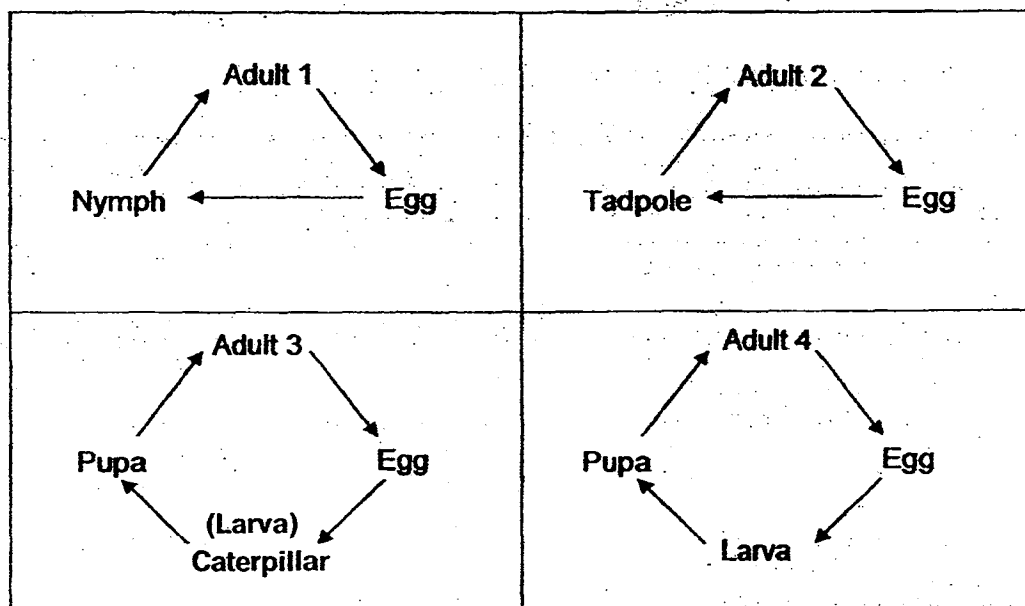 Adult 1
Nymph
Egg
Adult 2
Tadpole
Egg
Adult 3
Pupa
Egg
(Larva)
Caterpillar
Adult 4
Pupa
Egg
Larva